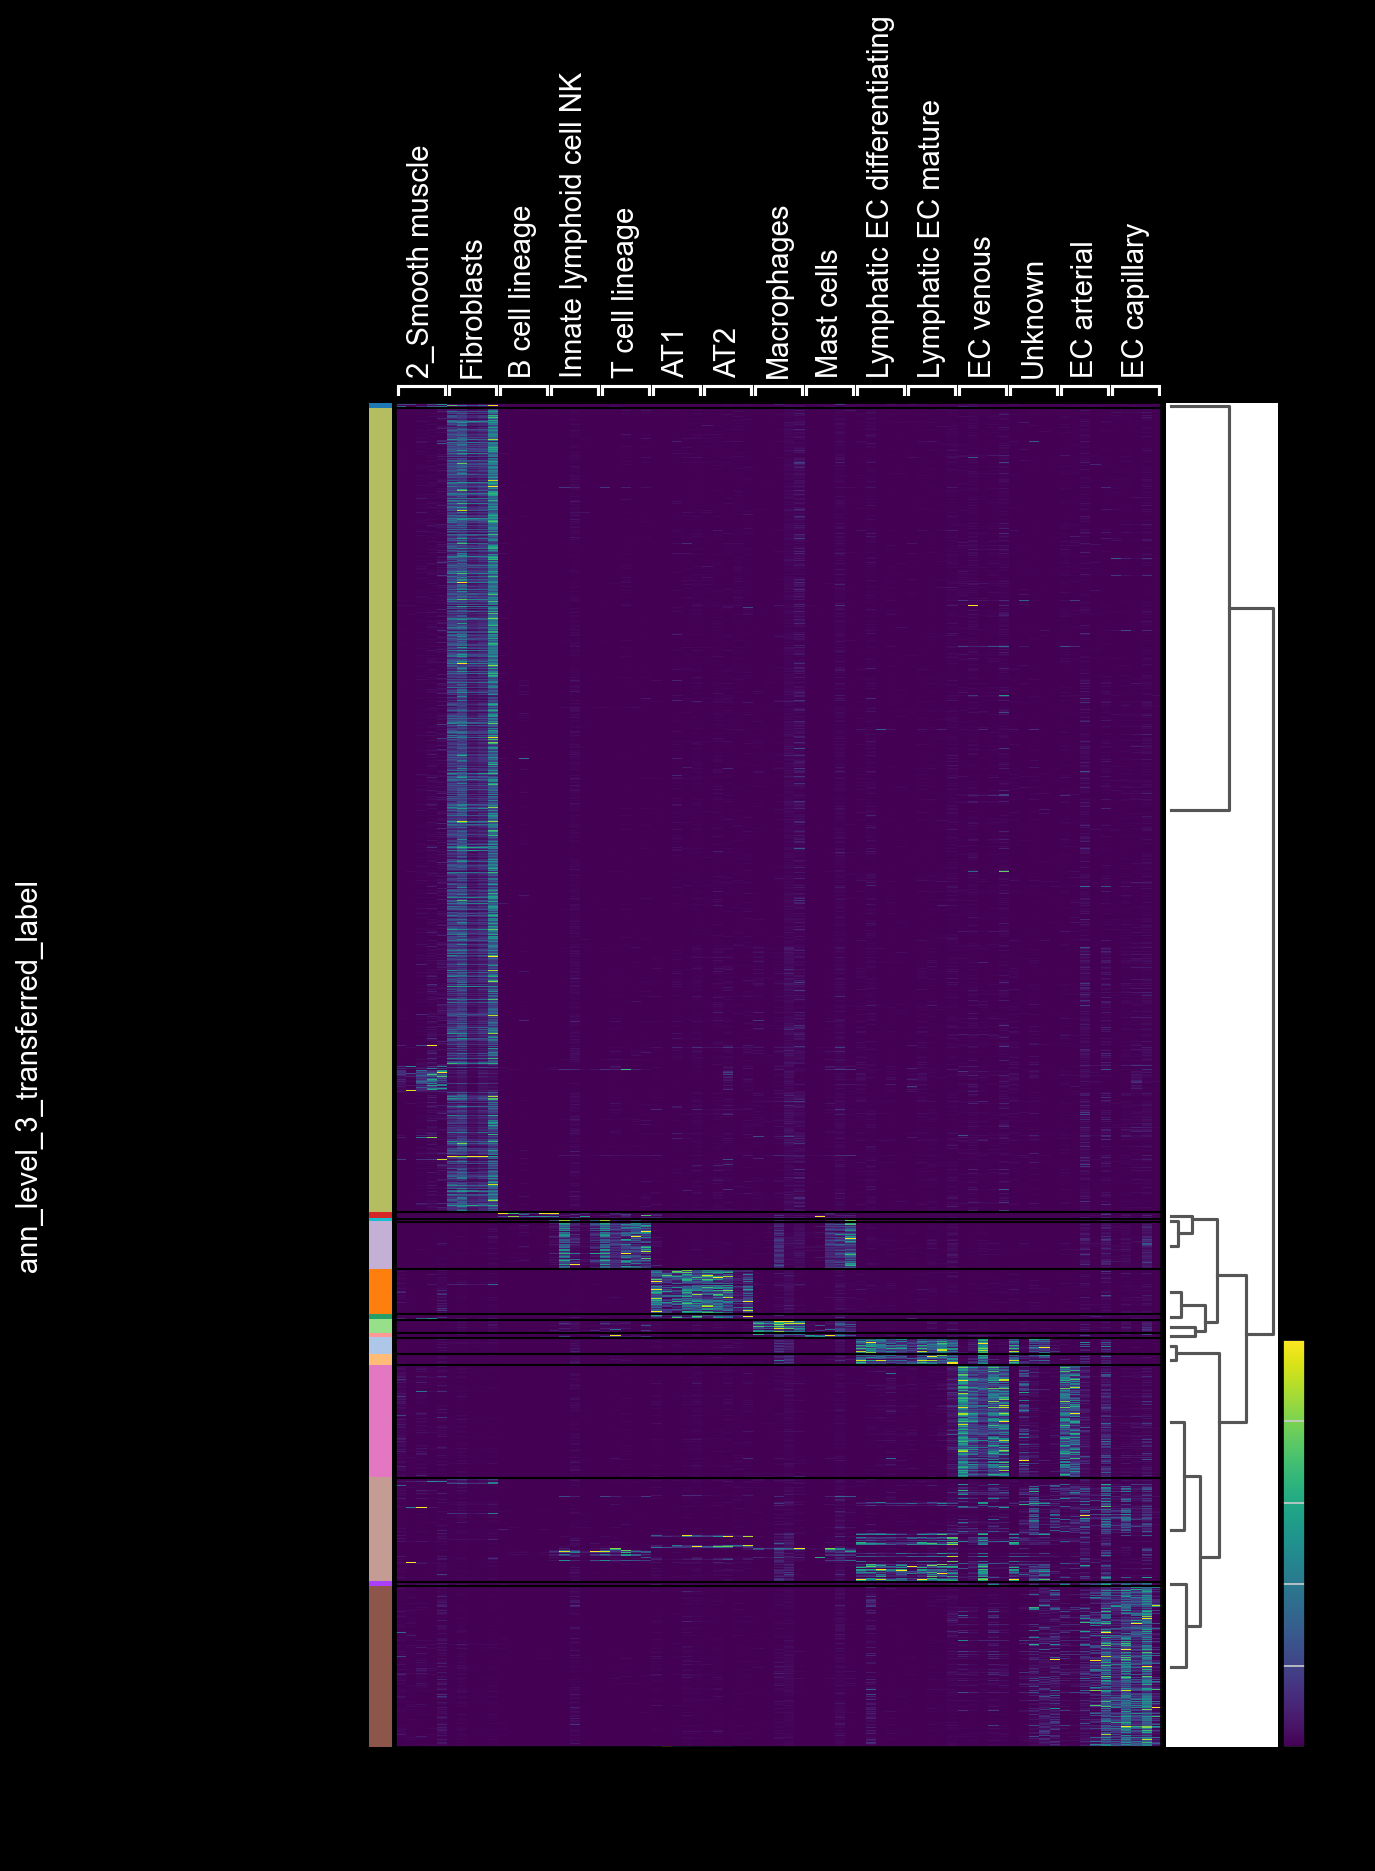 2_Smooth muscle
Fibroblasts
B cell lineage
Innate lymphoid cell NK
T cell lineage
AT1
AT2
Macrophages
Mast cells
Lymphatic EC differentiating
Lymphatic EC mature
EC venous
Unknown
EC arterial
EC capillary
ann_level_3_transferred_label